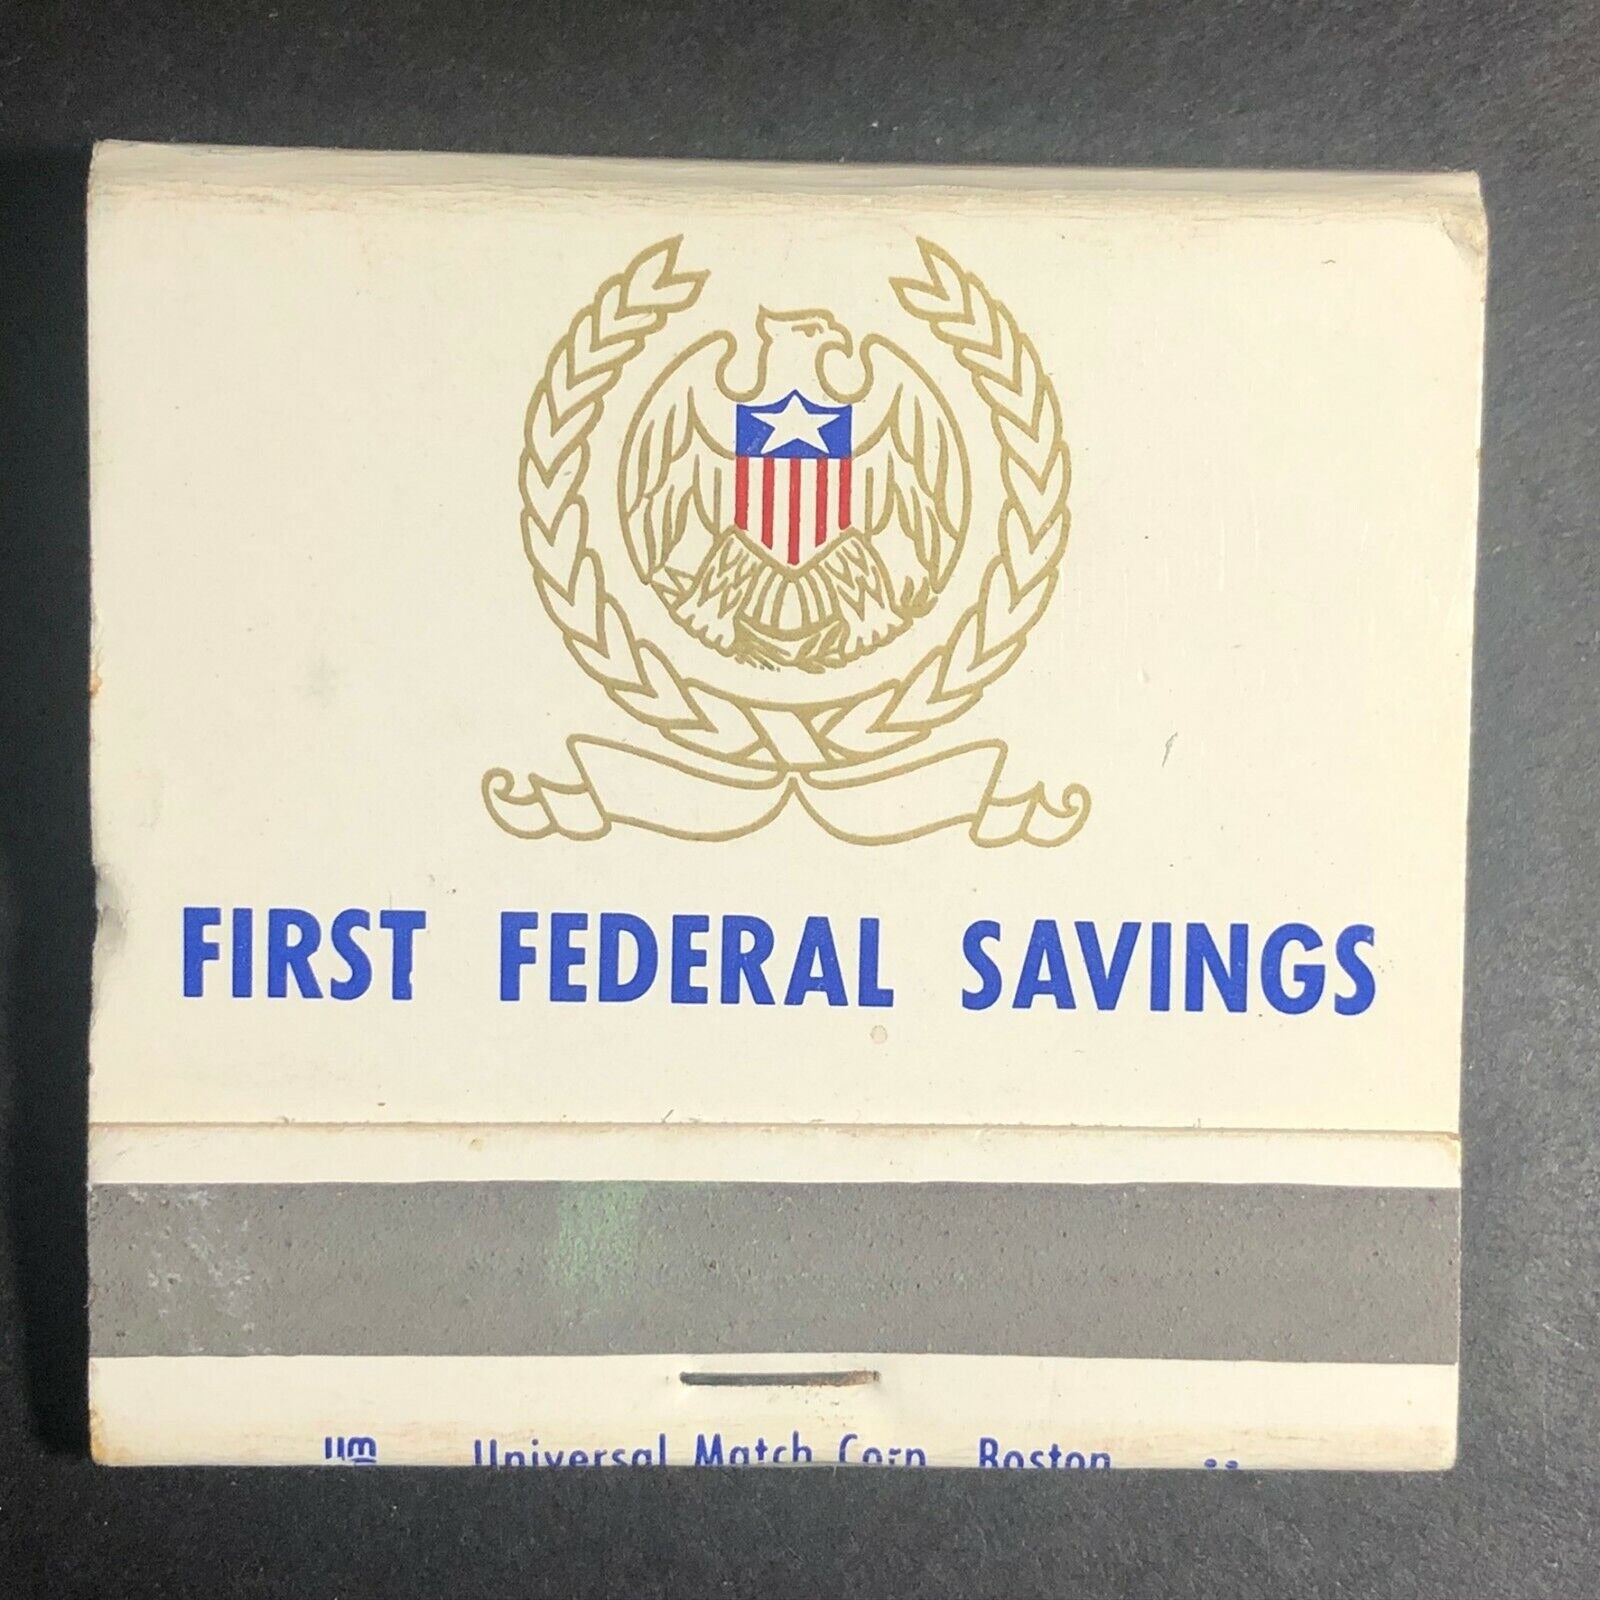 FIRST FEDERAL SAVINGS
Universal Match Corp. Boston